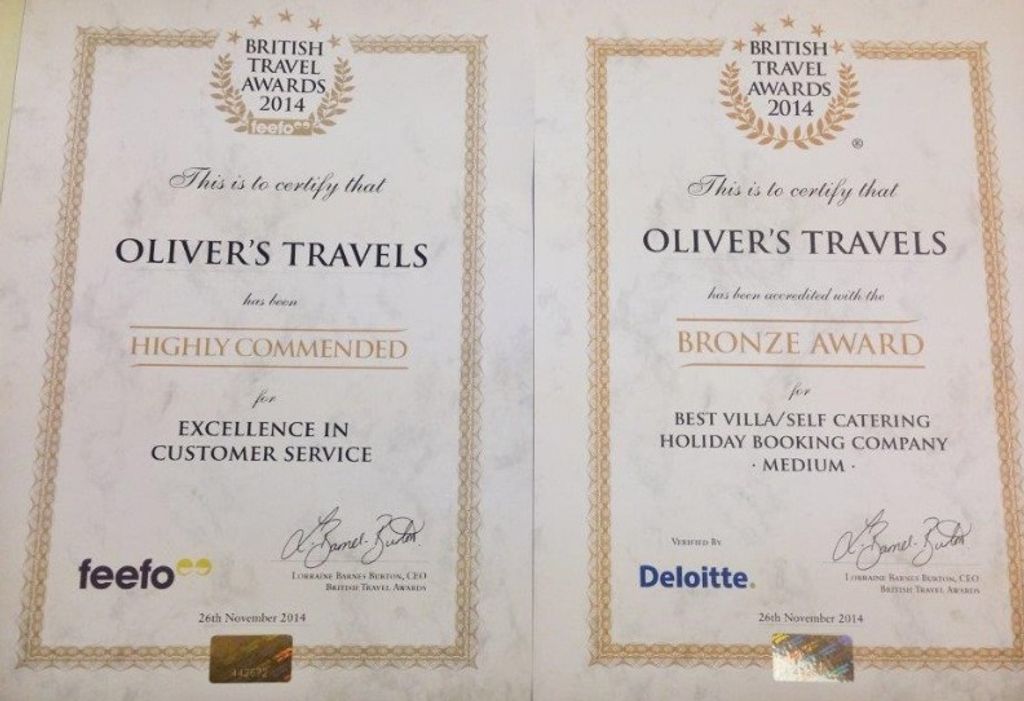 BRITISH
TRAVEL
AWARDS
2014
feefo
This is to certify that
OLIVER'S TRAVELS
has been
HIGHLY COMMENDED
for
EXCELLENCE IN
CUSTOMER SERVICE
feefo
LORRAINE BARNES BURTON, CEO
BRITISH TRAVEL AWARDS
26th November 2014
442672
BRITISH
TRAVEL
AWARDS
2014
®
This is to certify that
OLIVER'S TRAVELS
has been accredited with the
BRONZE AWARD
for
BEST VILLA/SELF CATERING
HOLIDAY BOOKING COMPANY
· MEDIUM ·
VERIFIED BY
Deloitte.
LORRAINE BARNES BURTON, CEO
BRITISH TRAVEL AWARDS
26th November 2014